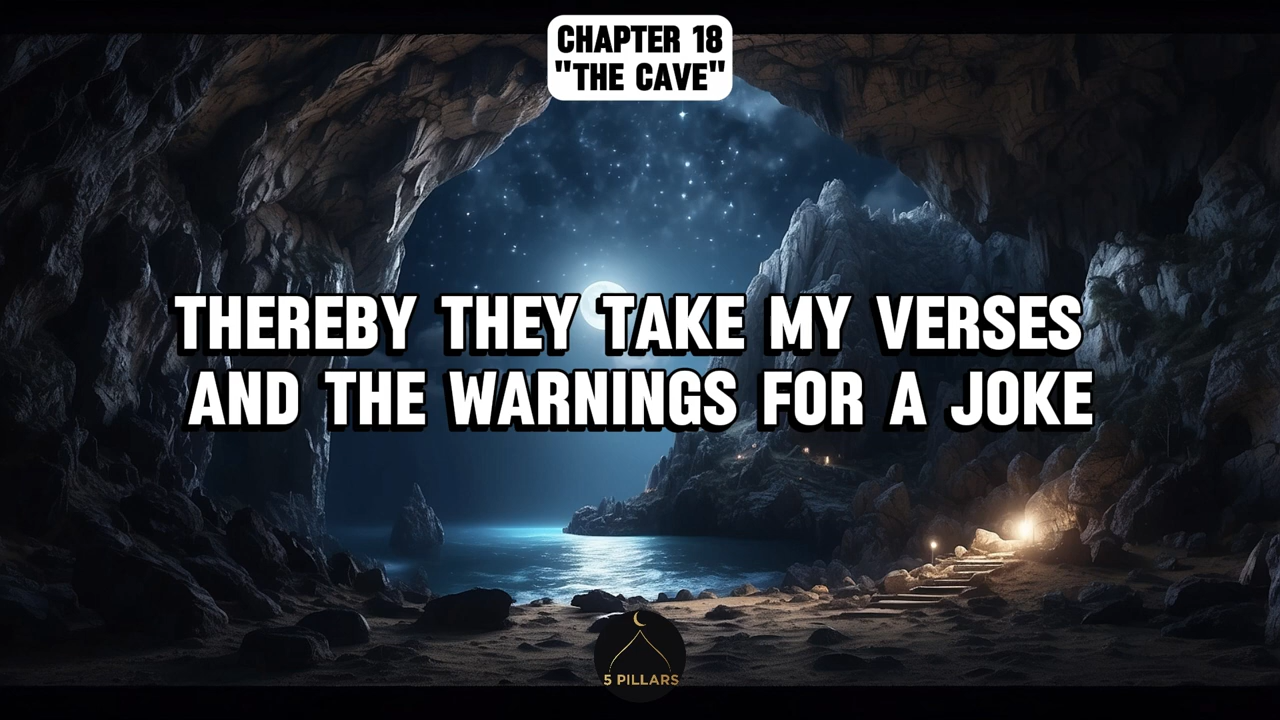 CHAPTER 18
"THE CAVE"
THEREBY THEY TAKE MY VERSES
AND THE WARNINGS FOR A JOKE
5 PILLARS